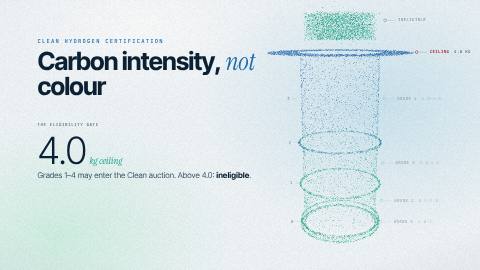 CLEAN HYDROGEN CERTIFICATION
Carbon intensity, not
colour
THE ELIGIBILITY GATE
4.0 kg ceiling
Grades 1–4 may enter the Clean auction. Above 4.0: ineligible.
INELIGIBLE
CEILING 4.0 KG